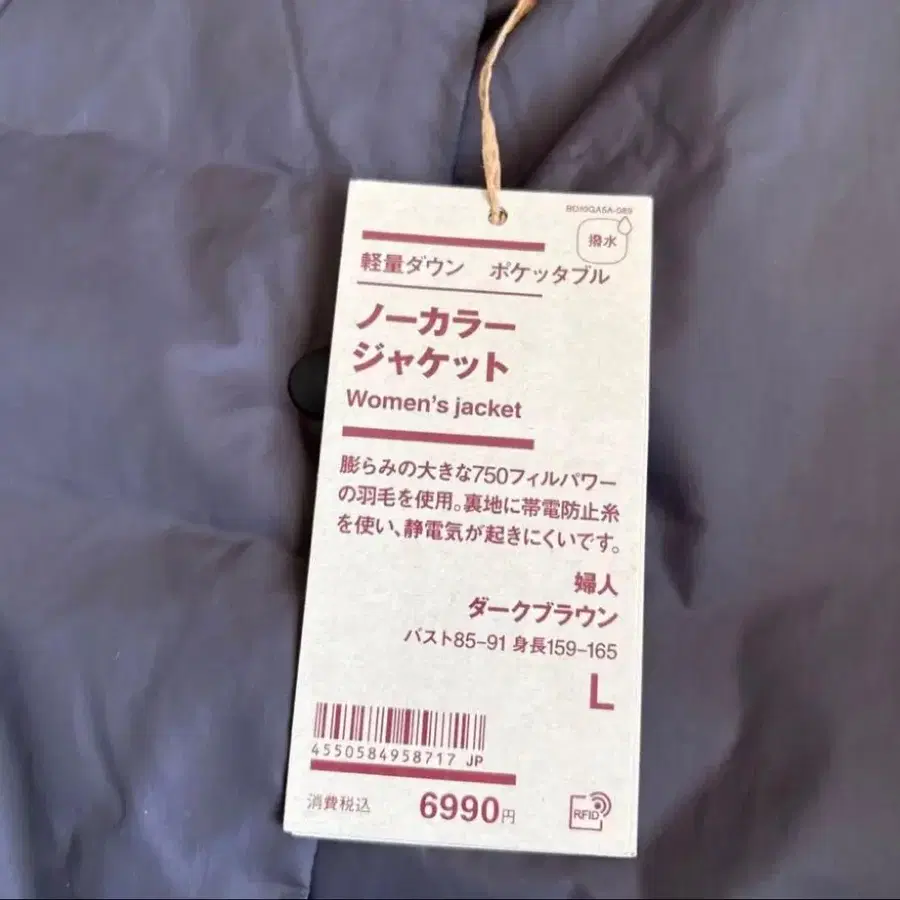 BD39QA5A-089
撥水
軽量ダウン ポケッタブル
ノーカラー
ジャケット
Women's jacket
膨らみの大きな750フィルパワー
の羽毛を使用。裏地に帯電防止糸
を使い、静電気が起きにくいです。
婦人
ダークブラウン
バスト85-91 身長159-165
L
4550584958717 JP
消費税込 6990円
RFID